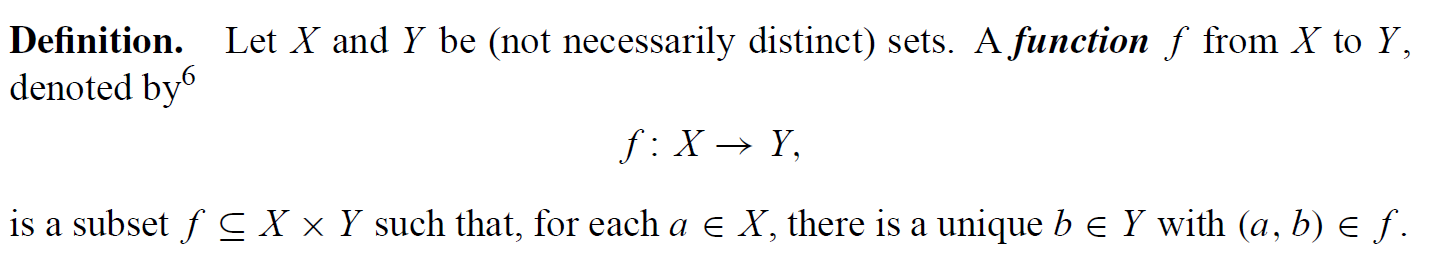 Definition. Let X and Y be (not necessarily distinct) sets. A function f from X to Y,
denoted by⁶
f : X → Y,
is a subset f ⊆ X × Y such that, for each a ∈ X, there is a unique b ∈ Y with (a, b) ∈ f.